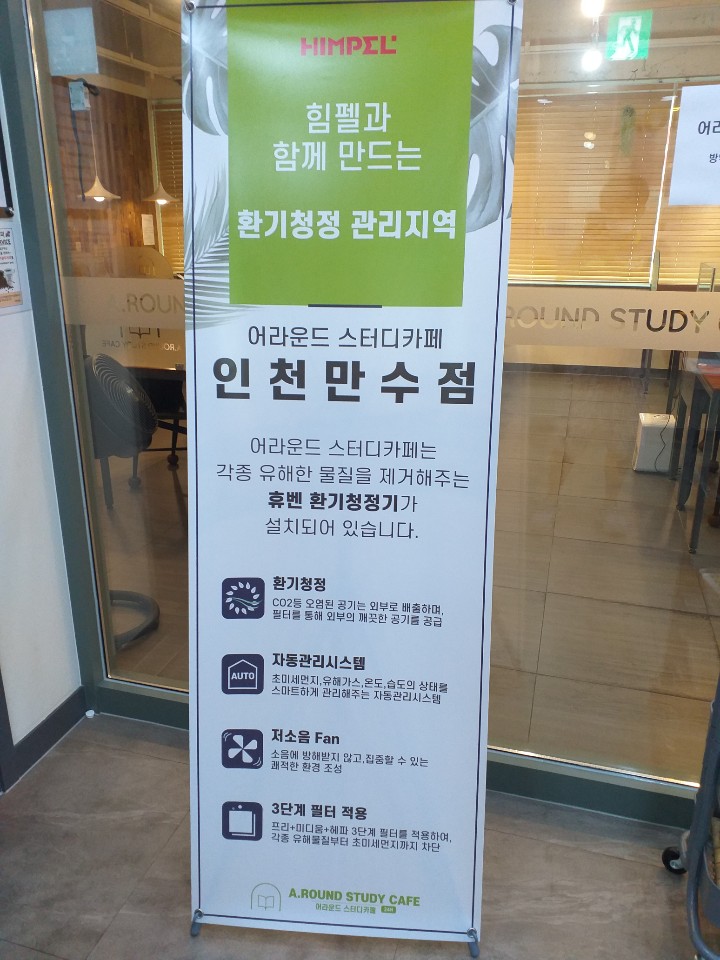 HIMPEL
힘펠과
함께 만드는
환기청정 관리지역
어라운드 스터디카페
인천만수점
어라운드 스터디카페는
각종 유해한 물질을 제거해주는
휴벤 환기청정기가
설치되어 있습니다.
환기청정
CO2등 오염된 공기는 외부로 배출하며,
필터를 통해 외부의 깨끗한 공기를 공급
AUTO
자동관리시스템
초미세먼지,유해가스,온도,습도의 상태를
스마트하게 관리해주는 자동관리시스템
저소음 Fan
소음에 방해받지 않고,집중할 수 있는
쾌적한 환경 조성
3단계 필터 적용
프리+미디움+헤파 3단계 필터를 적용하여,
각종 유해물질부터 초미세먼지까지 차단
A.ROUND STUDY CAFE
어라운드 스터디카페
ROUND STUDY